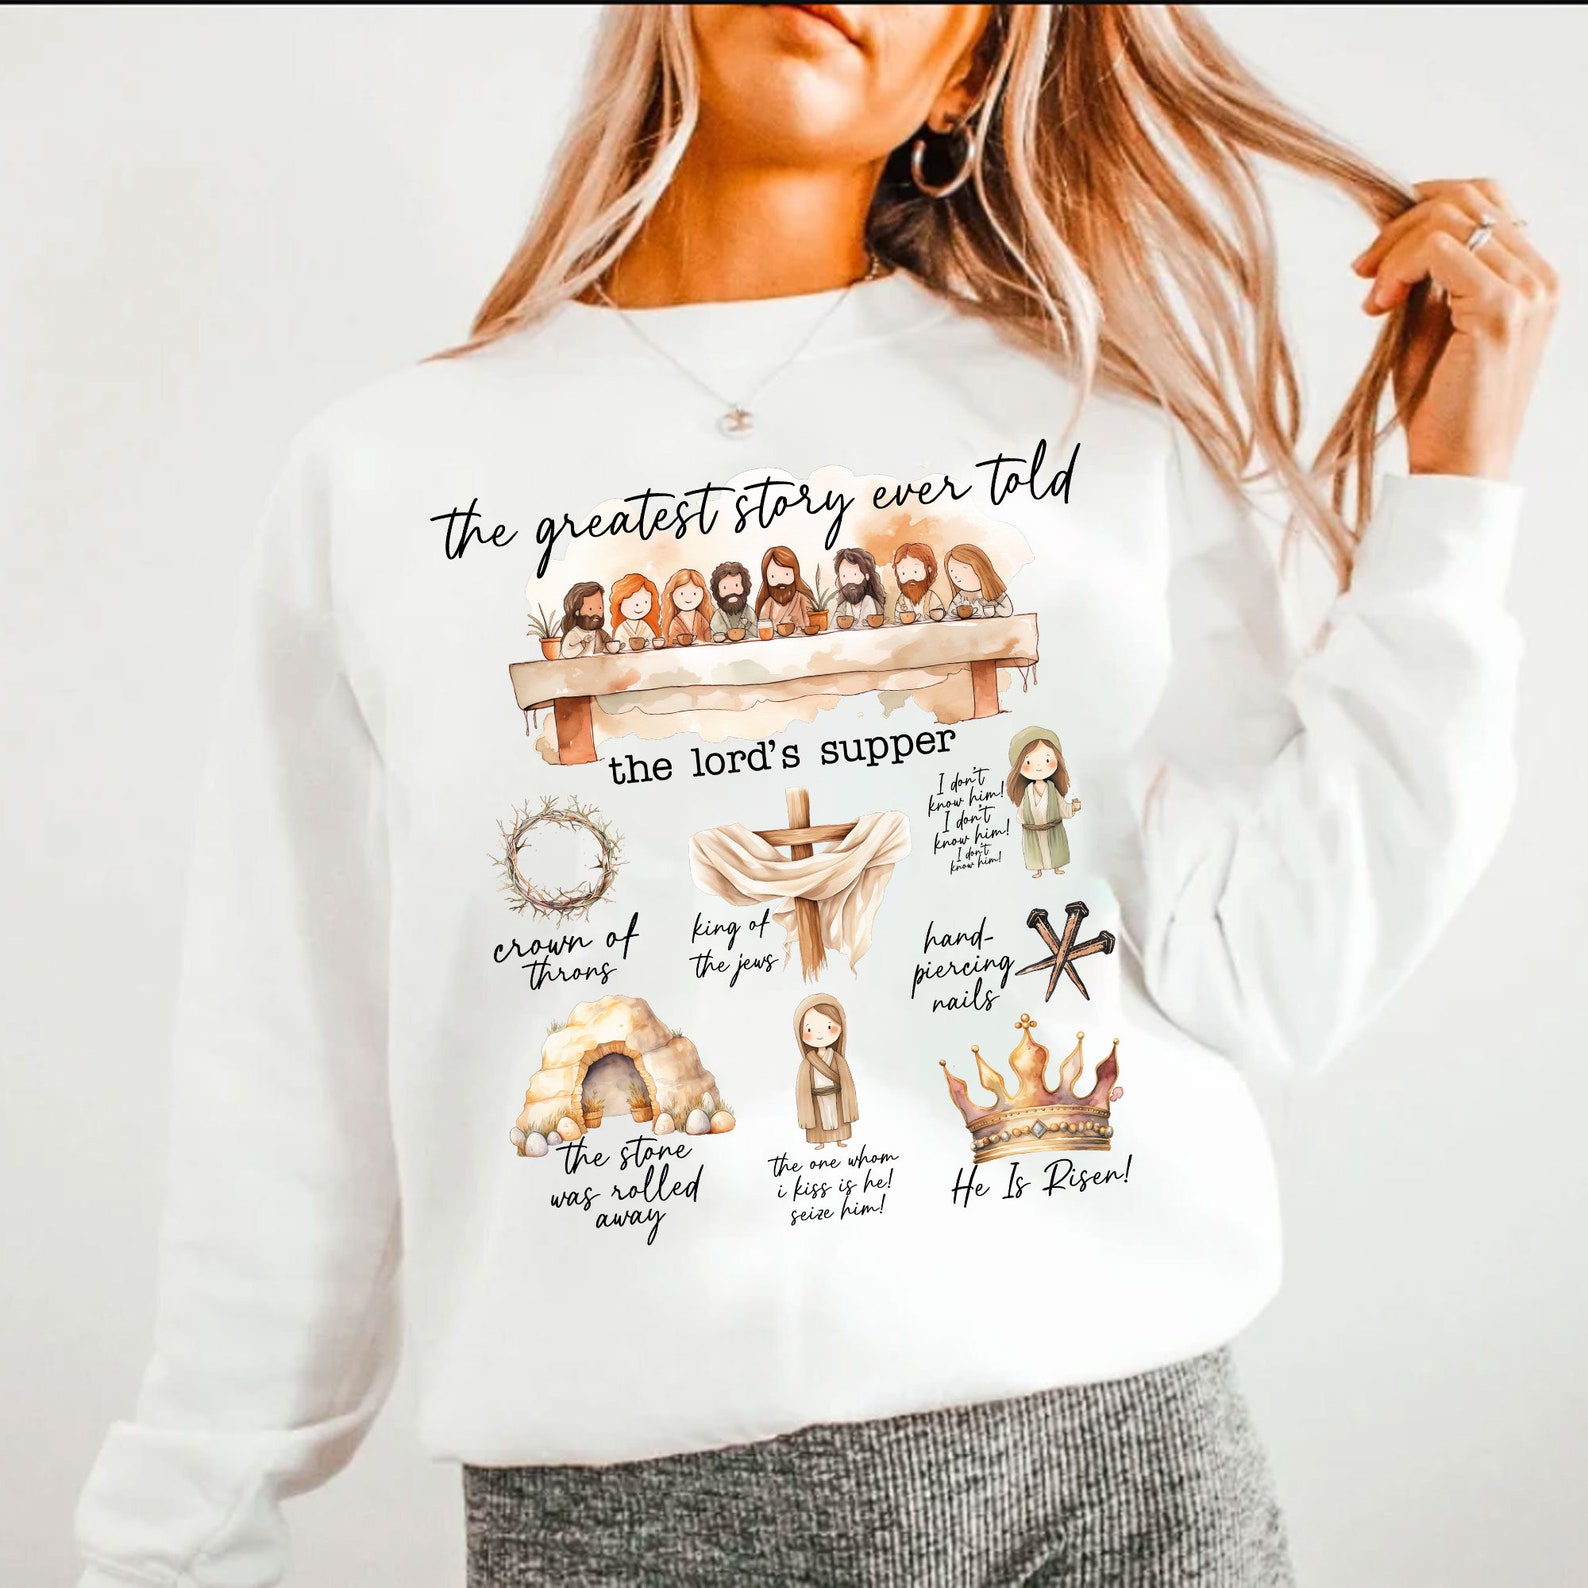 the greatest story ever told
the lord's supper
I don't
know him!
I don't
know him!
I don't
know him!
crown of
throns
king of
the jews
hand-
piercing
nails
the stone
was rolled
away
the one whom
i kiss is he!
seize him!
He Is Risen!